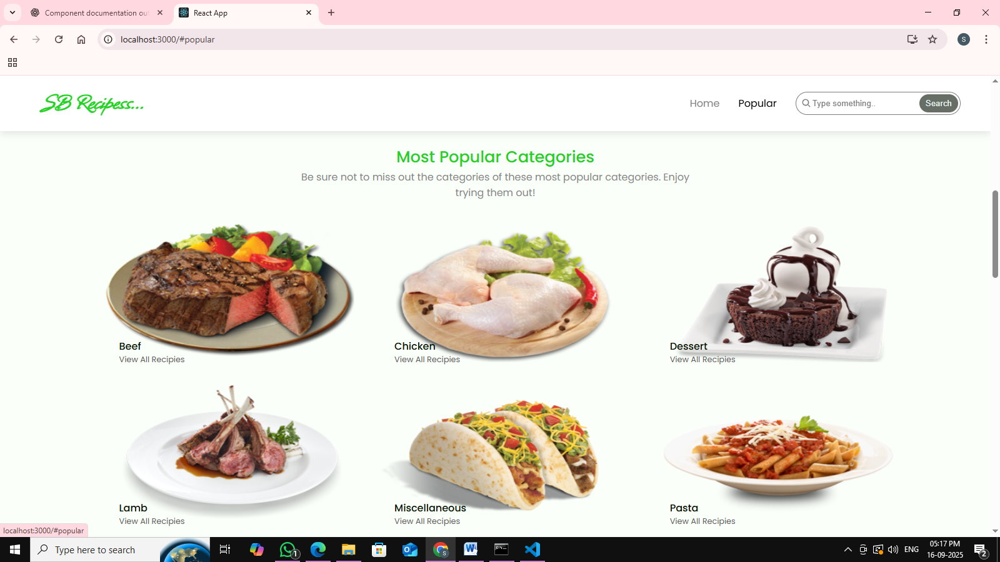 Component documentation ou
React App
localhost:3000/#popular
S
SB Recipess...
Home
Popular
Type something..
Search
Most Popular Categories
Be sure not to miss out the categories of these most popular categories. Enjoy
trying them out!
Beef
View All Recipies
Chicken
View All Recipies
Dessert
View All Recipies
Lamb
View All Recipies
Miscellaneous
View All Recipies
Pasta
View All Recipies
localhost:3000/#popular
Type here to search
1
S
ENG
05:17 PM
16-09-2025
2